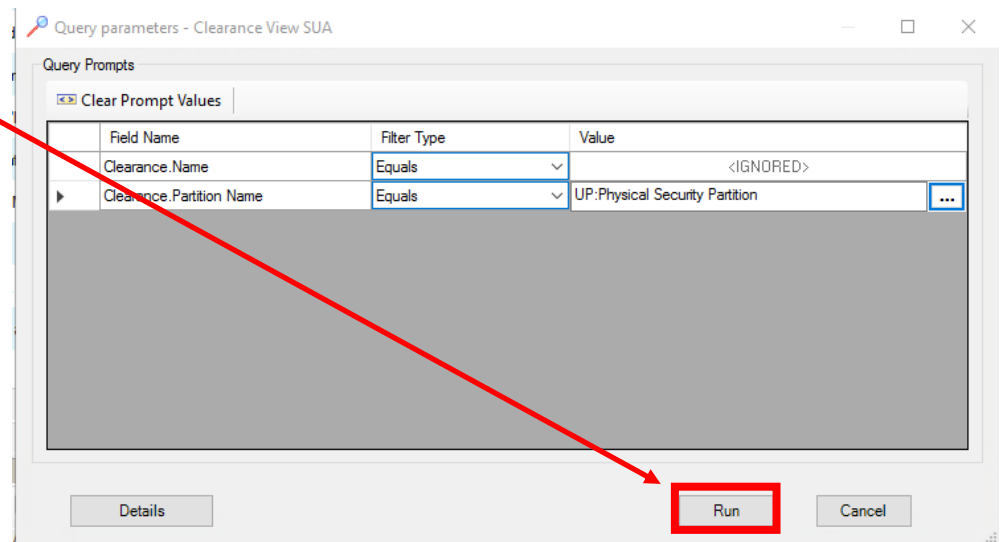 Query parameters - Clearance View SUA
Query Prompts
Clear Prompt Values
Field Name Filter Type Value
Clearance.Name Equals <IGNORED>
Clearance.Partition Name Equals UP:Physical Security Partition ...
Details Run Cancel